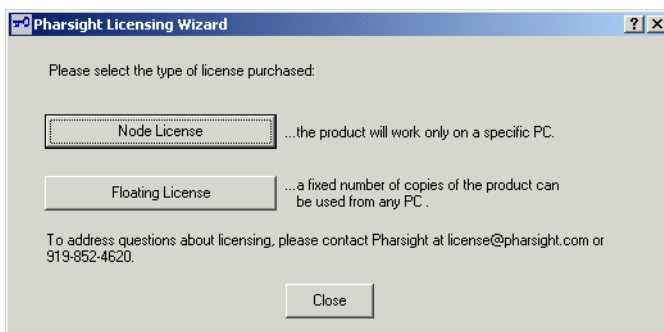 Pharsight Licensing Wizard
Please select the type of license purchased:
Node License ...the product will work only on a specific PC.
Floating License ...a fixed number of copies of the product can
be used from any PC .
To address questions about licensing, please contact Pharsight at license@pharsight.com or
919-852-4620.
Close